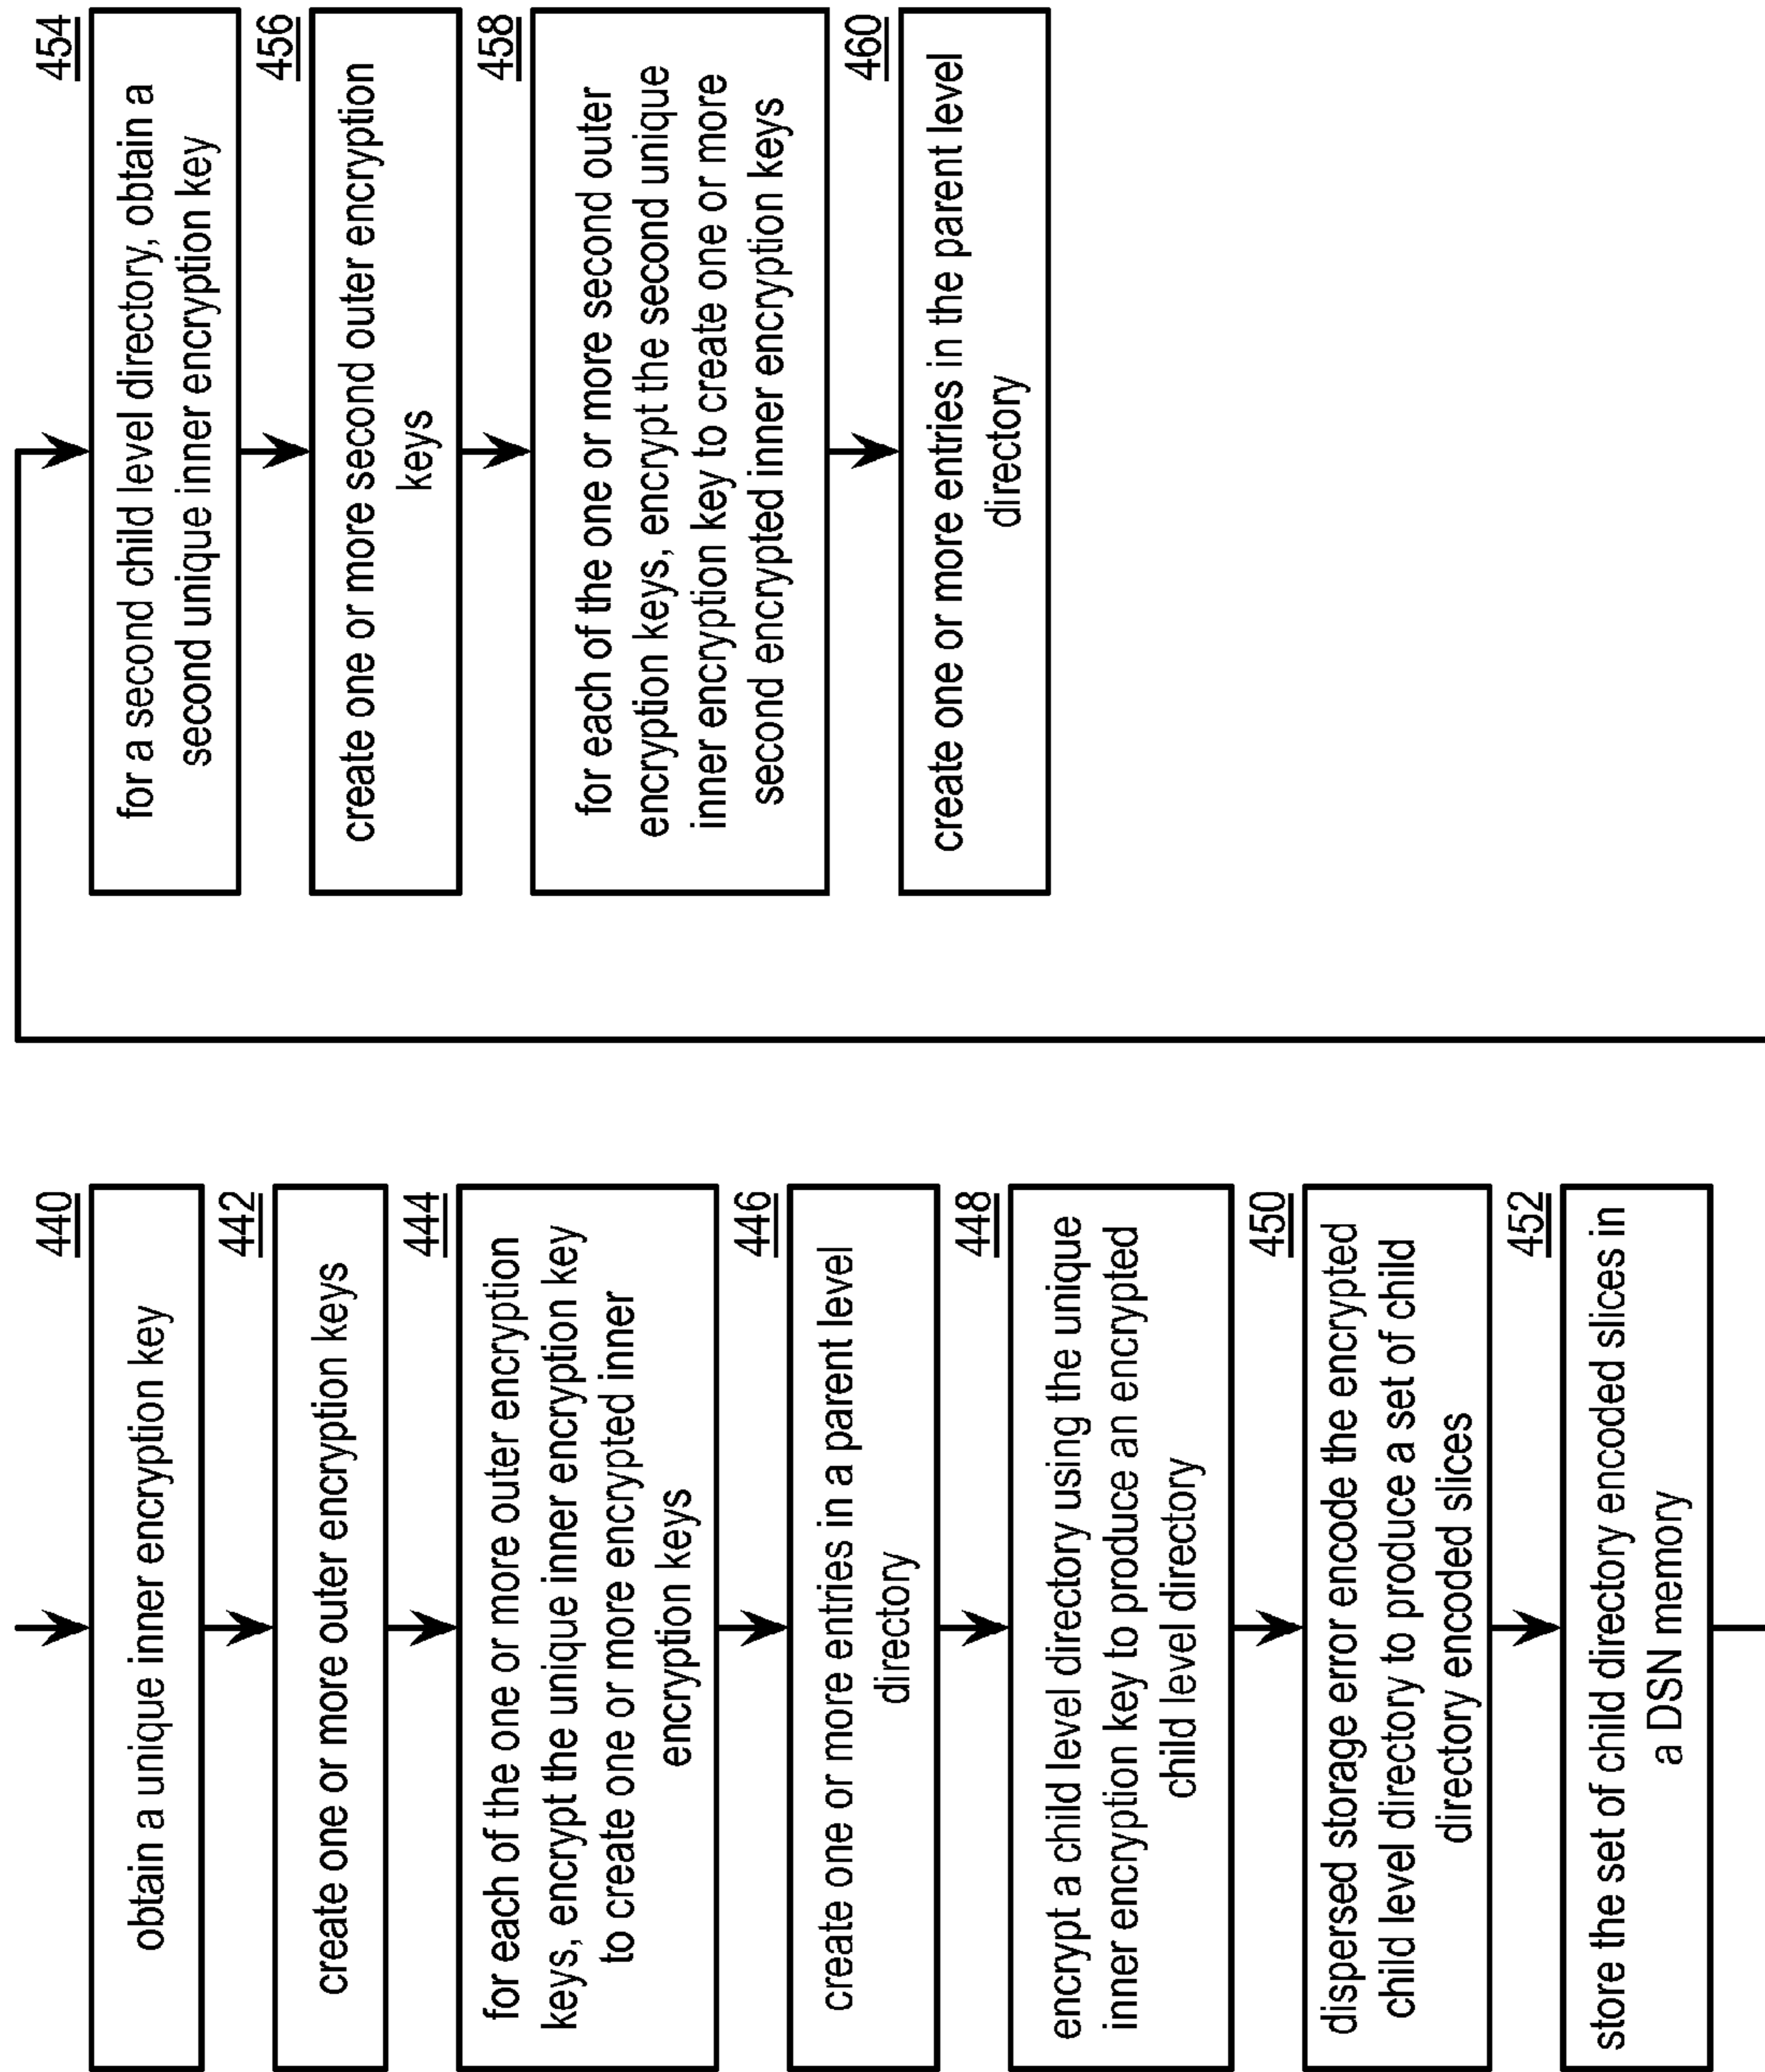 440
obtain a unique inner encryption key
442
create one or more outer encryption keys
444
for each of the one or more outer encryption
keys, encrypt the unique inner encryption key
to create one or more encrypted inner
encryption keys
446
create one or more entries in a parent level
directory
448
encrypt a child level directory using the unique
inner encryption key to produce an encrypted
child level directory
450
dispersed storage error encode the encrypted
child level directory to produce a set of child
directory encoded slices
452
store the set of child directory encoded slices in
a DSN memory
454
for a second child level directory, obtain a
second unique inner encryption key
456
create one or more second outer encryption
keys
458
for each of the one or more second outer
encryption keys, encrypt the second unique
inner encryption key to create one or more
second encrypted inner encryption keys
460
create one or more entries in the parent level
directory